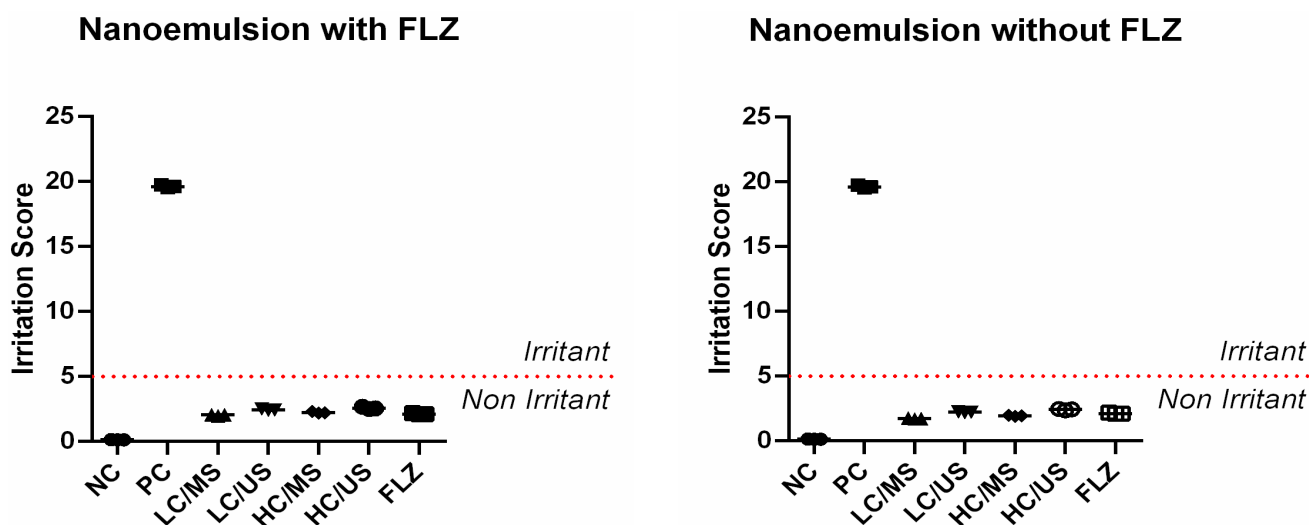 Nanoemulsion with FLZ
Irritation Score
25
20
15
10
5
0
Irritant
Non Irritant
NC
PC
LC/MS
LC/US
HC/MS
HC/US
FLZ
Nanoemulsion without FLZ
Irritation Score
25
20
15
10
5
0
Irritant
Non Irritant
NC
PC
LC/MS
LC/US
HC/MS
HC/US
FLZ